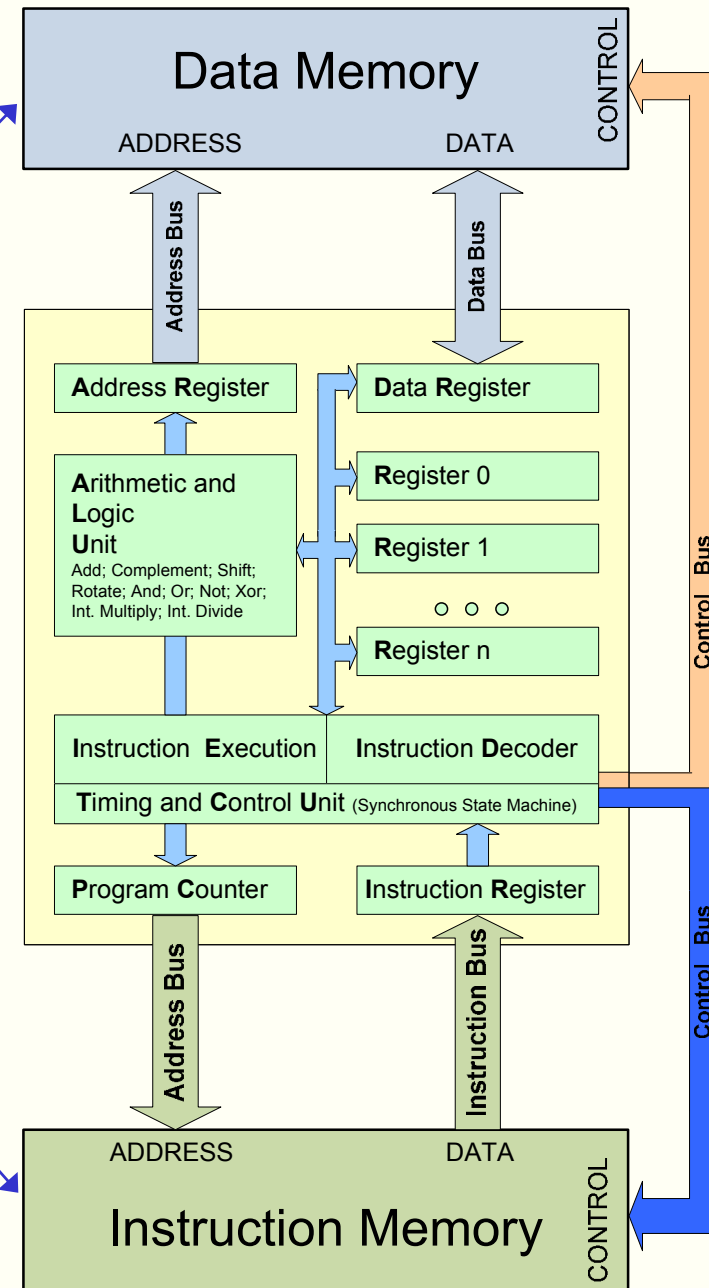 Data Memory
CONTROL
ADDRESS
DATA
Address Bus
Data Bus
Address Register
Data Register
Arithmetic and
Logic
Unit
Add; Complement; Shift;
Rotate; And; Or; Not; Xor;
Int. Multiply; Int. Divide
Register 0
Register 1
Register n
Control Bus
Instruction Execution
Instruction Decoder
Timing and Control Unit (Synchronous State Machine)
Program Counter
Instruction Register
Address Bus
Instruction Bus
Control Bus
ADDRESS
DATA
Instruction Memory
CONTROL